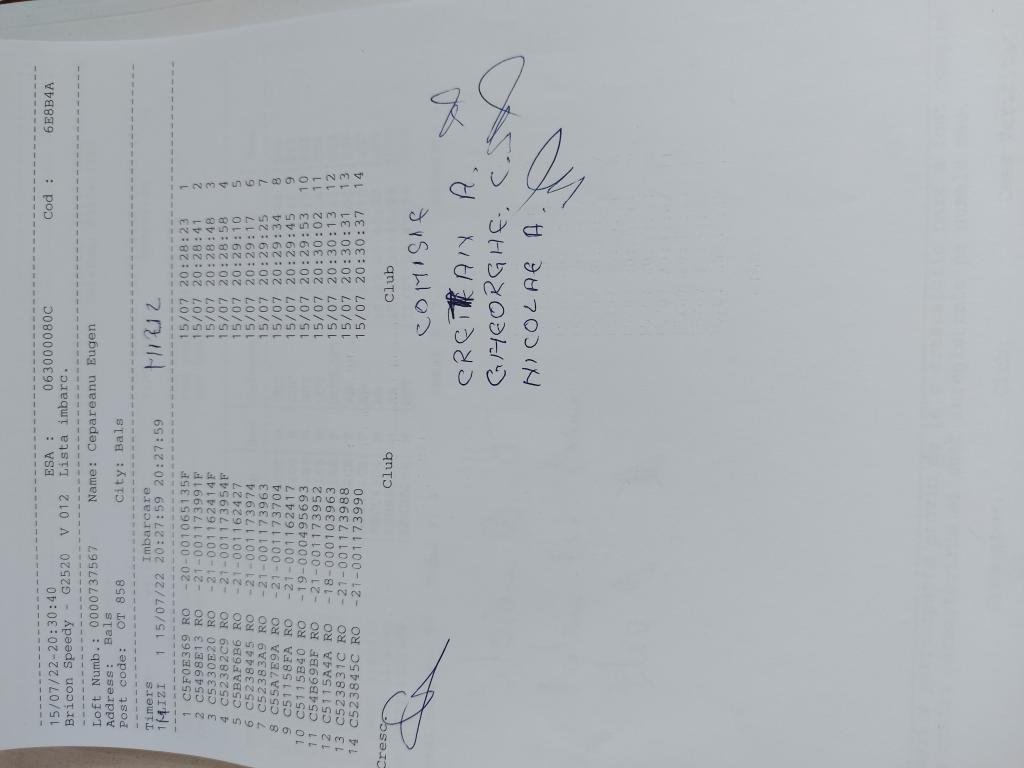 15/07/22-20:30:40 ESA : 063000080C Cod : 6E8B4A
Bricon Speedy - G2520 V 012 Lista imbarc.
Loft Numb.: 0000737567 Name: Cepareanu Eugen
Address: Bals
Post code: OT 858 City: Bals
Timers Imbarcare
1M.IZI 1 15/07/22 20:27:59 20:27:59
1 C5F0E369 RO -20-001065135F 15/07 20:28:23 1
2 C5498E13 RO -21-001173991F 15/07 20:28:41 2
3 C5330E20 RO -21-001162414F 15/07 20:28:48 3
4 C52382C9 RO -21-001173954F 15/07 20:28:58 4
5 C5BAF6B6 RO -21-001162427 15/07 20:29:10 5
6 C5238445 RO -21-001173974 15/07 20:29:17 6
7 C52383A9 RO -21-001173963 15/07 20:29:25 7
8 C55A7E9A RO -21-001173704 15/07 20:29:34 8
9 C51158FA RO -21-001162417 15/07 20:29:45 9
10 C5115B40 RO -19-000495693 15/07 20:29:53 10
11 C54B69BF RO -21-001173952 15/07 20:30:02 11
12 C5115A4A RO -18-000103963 15/07 20:30:13 12
13 C523831C RO -21-001173988 15/07 20:30:31 13
14 C523845C RO -21-001173990 15/07 20:30:37 14
Cresc. Club Club
COMISIE
CREȚAN A.
GHEORGHE. C.S
NICOLAE A.